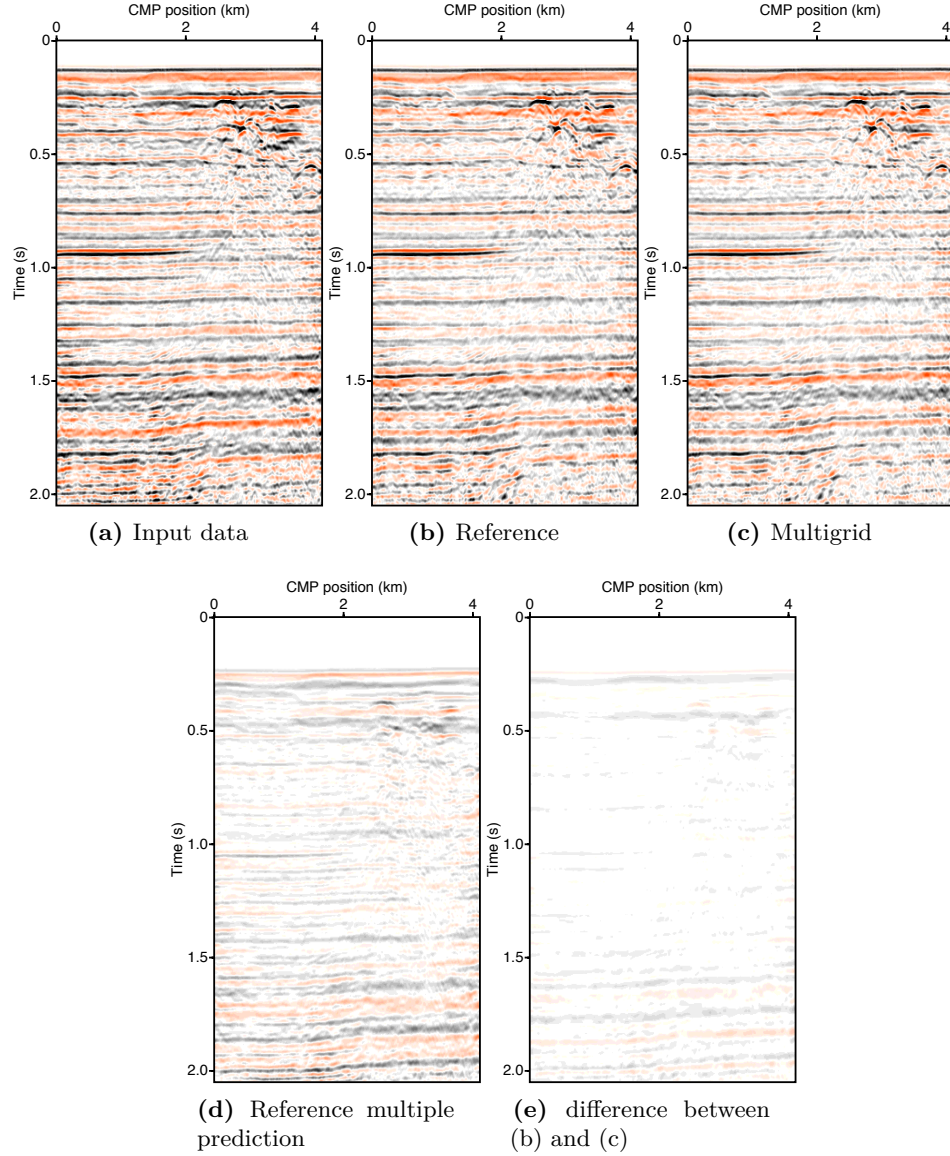 CMP position (km) CMP position (km) CMP position (km)
0 2 4 0 2 4 0 2 4
0 0 0
0.5 0.5 0.5
Time (s) Time (s) Time (s)
1.0 1.0 1.0
1.5 1.5 1.5
2.0 2.0 2.0
(a) Input data (b) Reference (c) Multigrid
CMP position (km) CMP position (km)
0 2 4 0 2 4
0 0
0.5 0.5
Time (s) Time (s)
1.0 1.0
1.5 1.5
2.0 2.0
(d) Reference multiple
prediction
(e) difference between
(b) and (c)